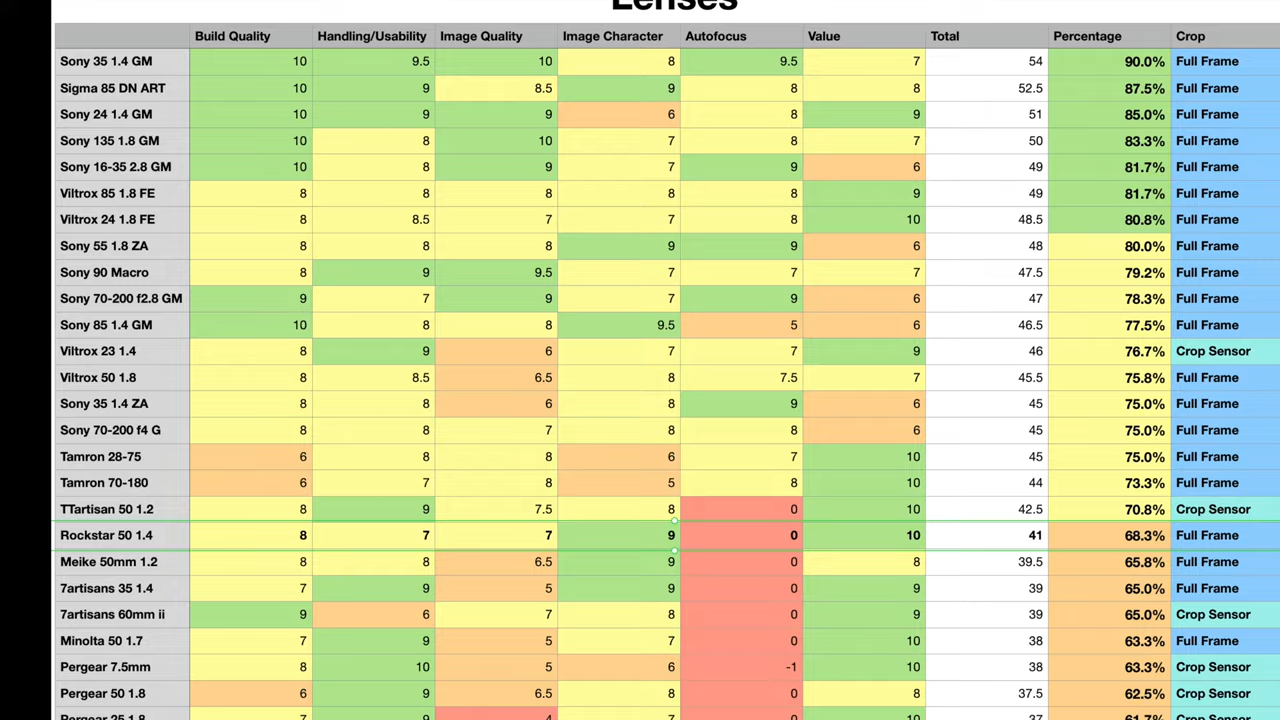 Lenses
Build Quality Handling/Usability Image Quality Image Character Autofocus Value Total Percentage Crop
Sony 35 1.4 GM 10 9.5 10 8 9.5 7 54 90.0% Full Frame
Sigma 85 DN ART 10 9 8.5 9 8 8 52.5 87.5% Full Frame
Sony 24 1.4 GM 10 9 9 6 8 9 51 85.0% Full Frame
Sony 135 1.8 GM 10 8 10 7 8 7 50 83.3% Full Frame
Sony 16-35 2.8 GM 10 8 9 7 9 6 49 81.7% Full Frame
Viltrox 85 1.8 FE 8 8 8 8 8 9 49 81.7% Full Frame
Viltrox 24 1.8 FE 8 8.5 7 7 8 10 48.5 80.8% Full Frame
Sony 55 1.8 ZA 8 8 8 9 9 6 48 80.0% Full Frame
Sony 90 Macro 8 9 9.5 7 7 7 47.5 79.2% Full Frame
Sony 70-200 f2.8 GM 9 7 9 7 9 6 47 78.3% Full Frame
Sony 85 1.4 GM 10 8 8 9.5 5 6 46.5 77.5% Full Frame
Viltrox 23 1.4 8 9 6 7 7 9 46 76.7% Crop Sensor
Viltrox 50 1.8 8 8.5 6.5 8 7.5 7 45.5 75.8% Full Frame
Sony 35 1.4 ZA 8 8 6 8 9 6 45 75.0% Full Frame
Sony 70-200 f4 G 8 8 7 8 8 6 45 75.0% Full Frame
Tamron 28-75 6 8 8 6 7 10 45 75.0% Full Frame
Tamron 70-180 6 7 8 5 8 10 44 73.3% Full Frame
TTartisan 50 1.2 8 9 7.5 8 0 10 42.5 70.8% Crop Sensor
Rockstar 50 1.4 8 7 7 9 0 10 41 68.3% Full Frame
Meike 50mm 1.2 8 8 6.5 9 0 8 39.5 65.8% Full Frame
7artisans 35 1.4 7 9 5 9 0 9 39 65.0% Full Frame
7artisans 60mm ii 9 6 7 8 0 9 39 65.0% Crop Sensor
Minolta 50 1.7 7 9 5 7 0 10 38 63.3% Full Frame
Pergear 7.5mm 8 10 5 6 -1 10 38 63.3% Crop Sensor
Pergear 50 1.8 6 9 6.5 8 0 8 37.5 62.5% Crop Sensor
Pergear 25 1.8 7 9 4 7 0 10 37 61.7% Crop Sensor